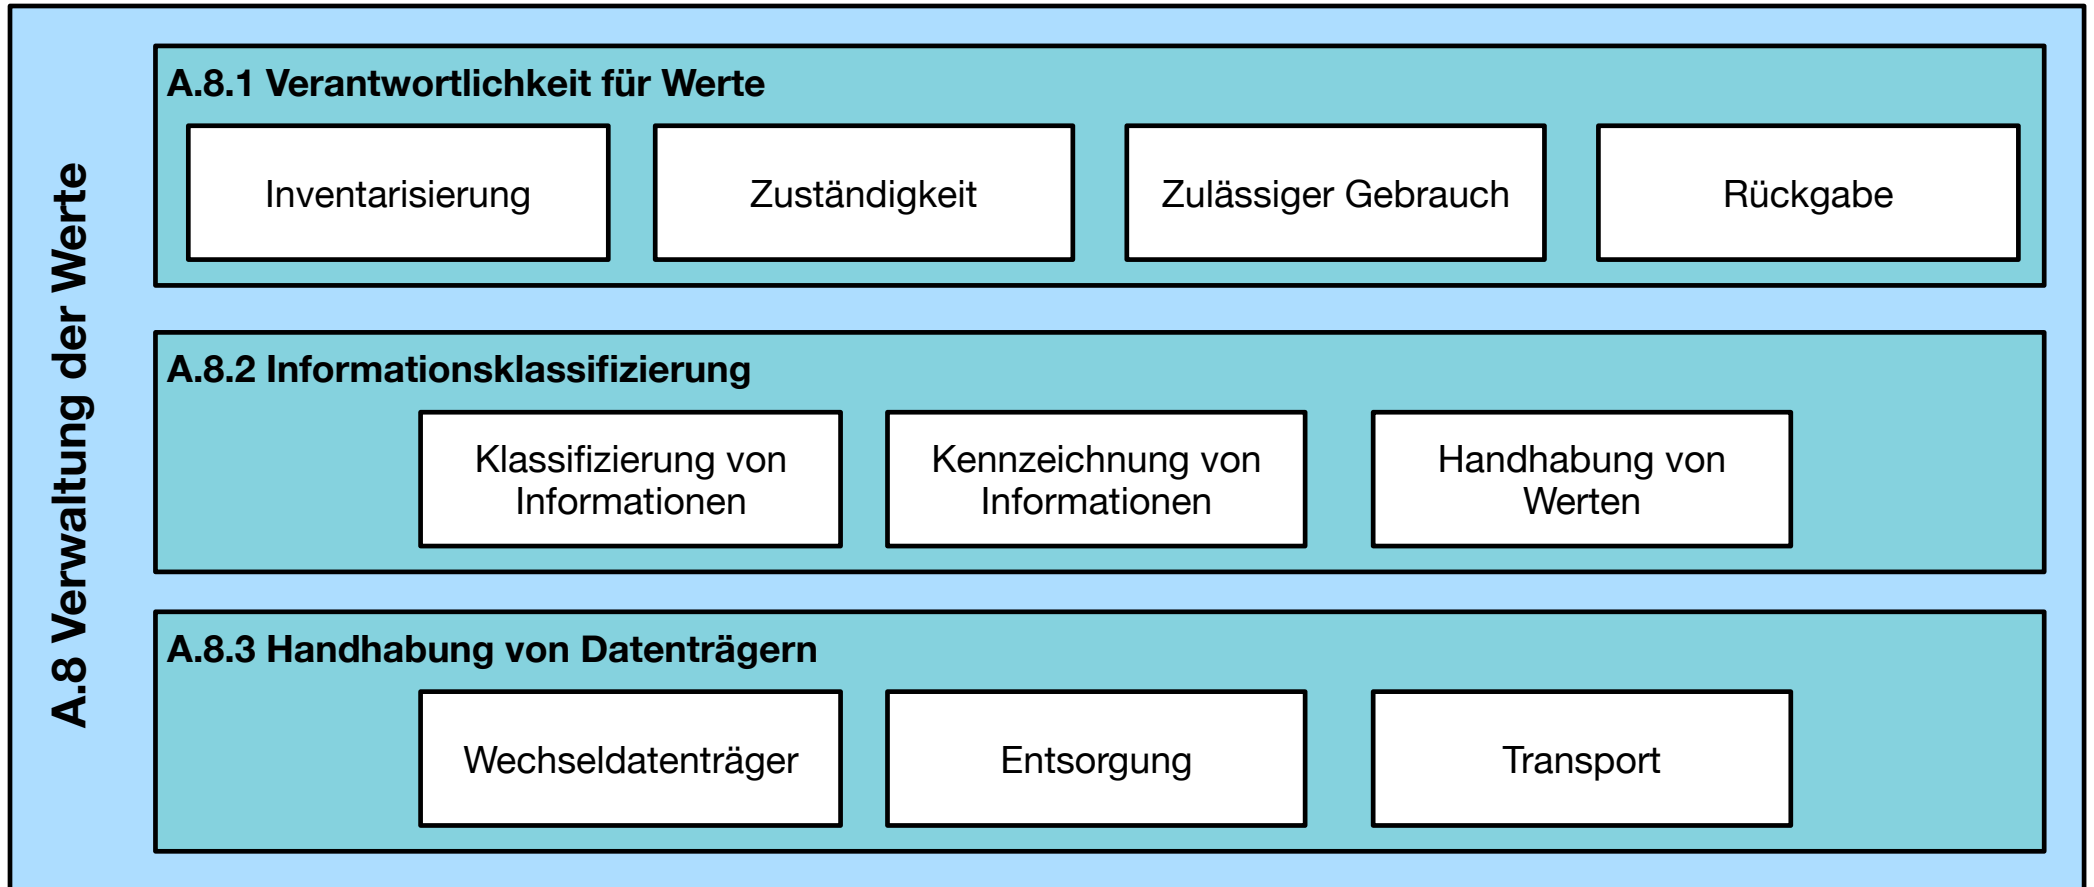 A.8 Verwaltung der Werte
A.8.1 Verantwortlichkeit für Werte
Inventarisierung
Zuständigkeit
Zulässiger Gebrauch
Rückgabe
A.8.2 Informationsklassifizierung
Klassifizierung von
Informationen
Kennzeichnung von
Informationen
Handhabung von
Werten
A.8.3 Handhabung von Datenträgern
Wechseldatenträger
Entsorgung
Transport